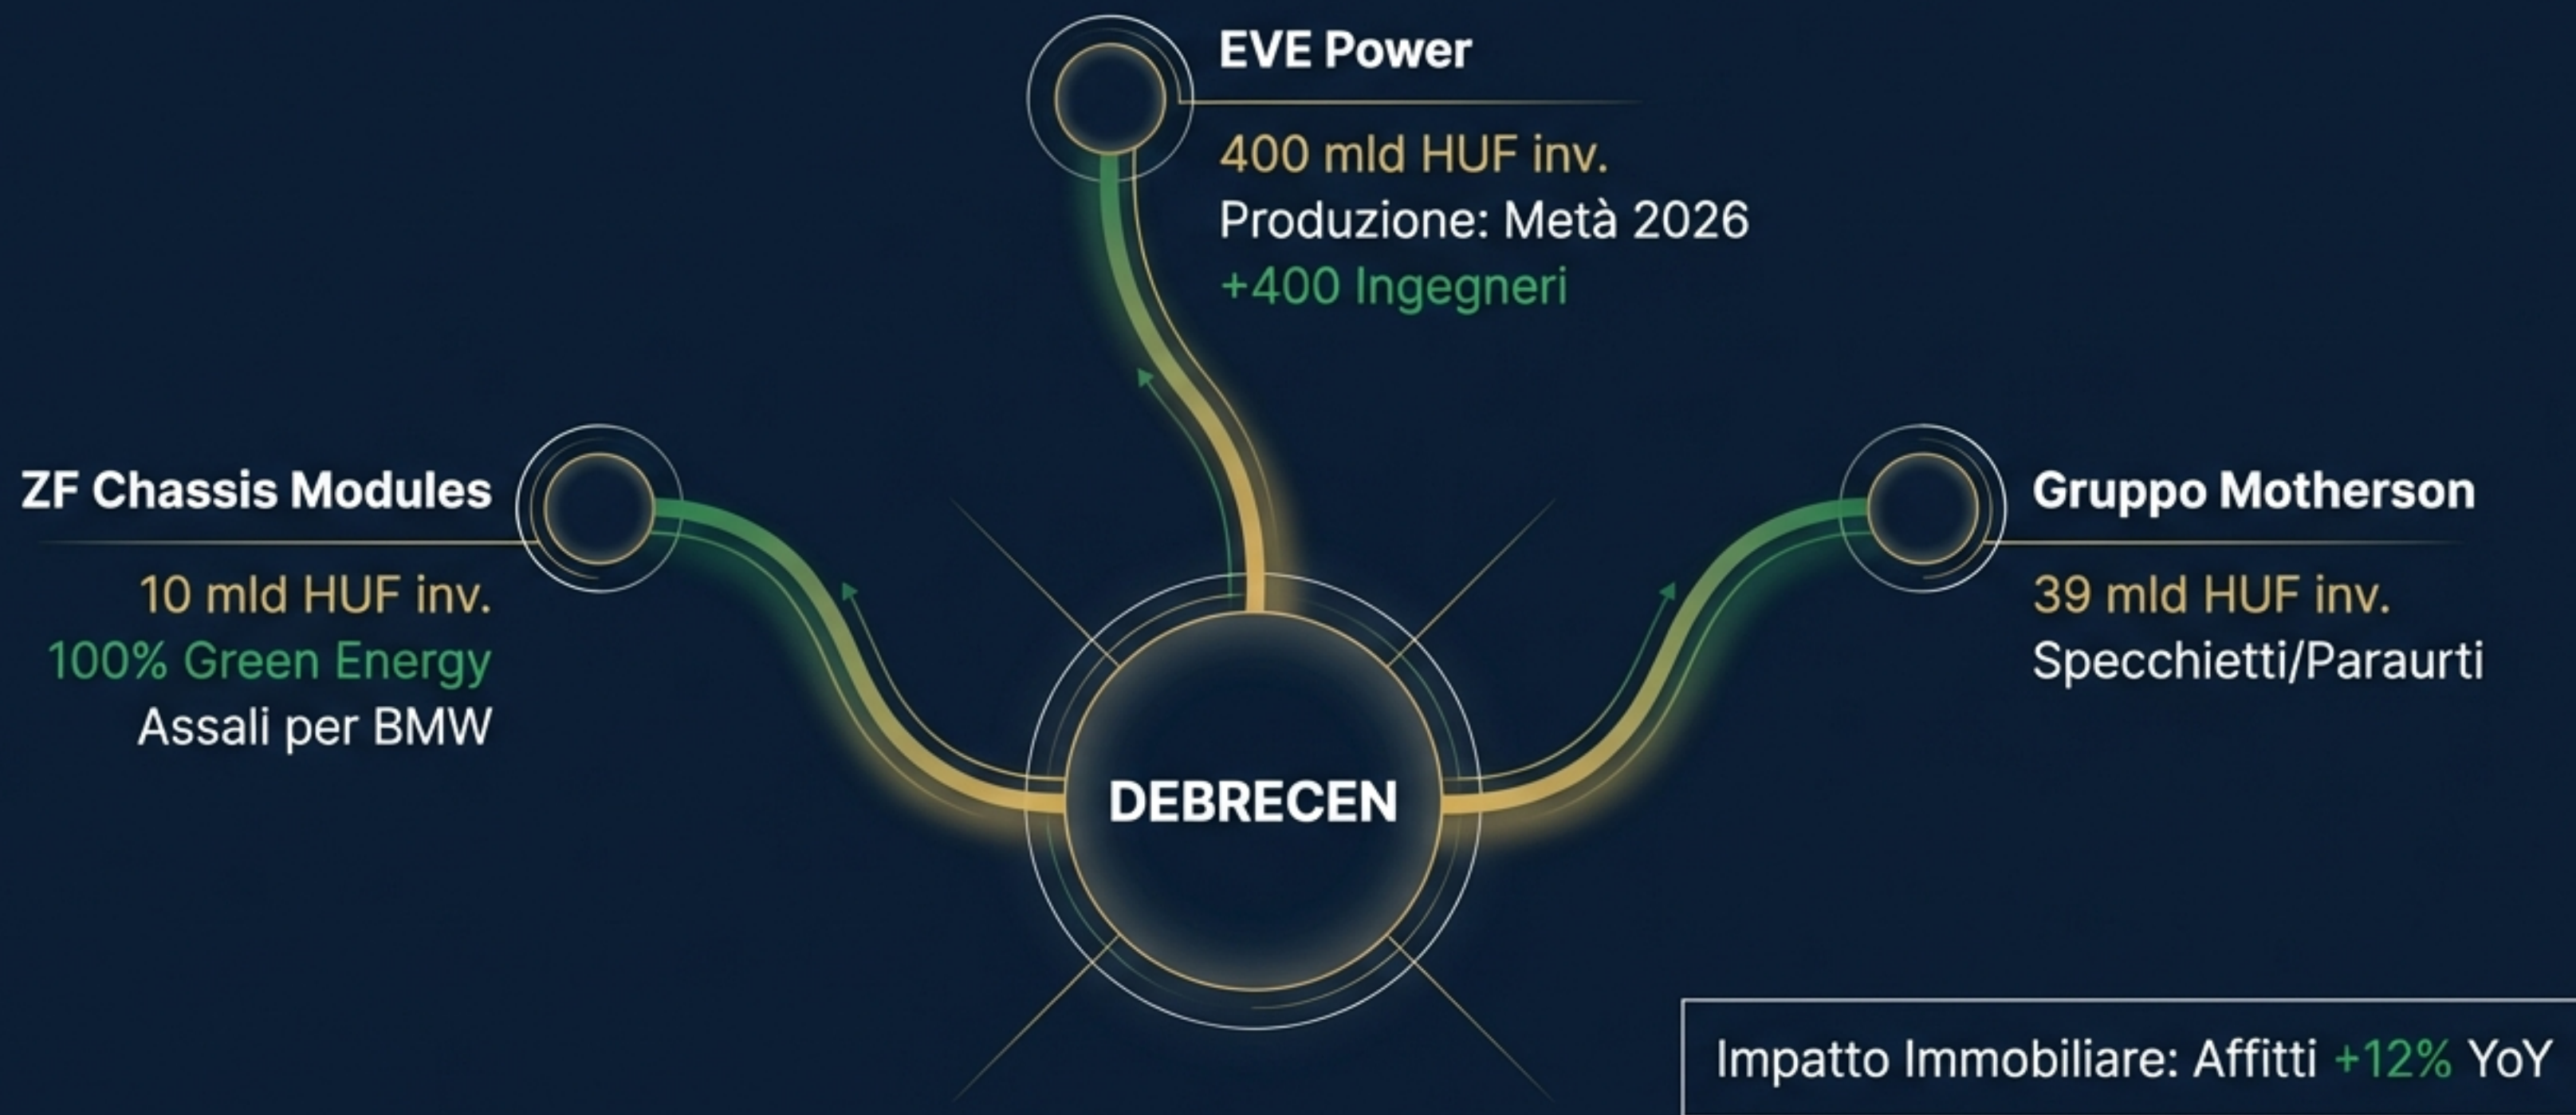 EVE Power
400 mld HUF inv.
Produzione: Metà 2026
+400 Ingegneri
ZF Chassis Modules
10 mld HUF inv.
100% Green Energy
Assali per BMW
Gruppo Motherson
39 mld HUF inv.
Specchietti/Paraurti
DEBRECEN
Impatto Immobiliare: Affitti +12% YoY